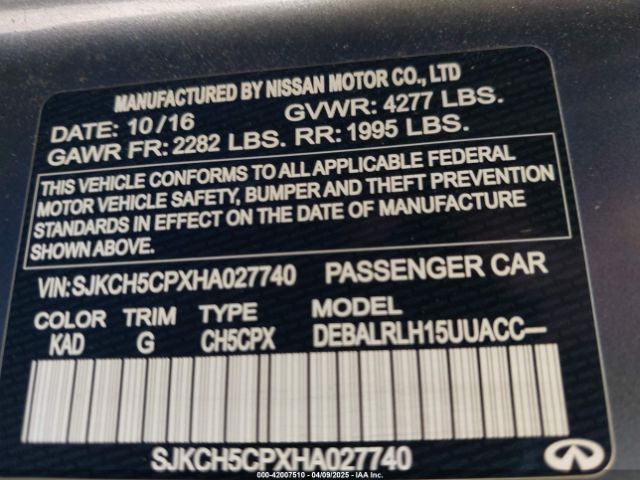 MANUFACTURED BY NISSAN MOTOR CO., LTD
DATE: 10/16 GVWR: 4277 LBS.
GAWR FR: 2282 LBS. RR: 1995 LBS.
THIS VEHICLE CONFORMS TO ALL APPLICABLE FEDERAL
MOTOR VEHICLE SAFETY, BUMPER AND THEFT PREVENTION
STANDARDS IN EFFECT ON THE DATE OF MANUFACTURE
SHOWN ABOVE.
VIN:SJKCH5CPXHA027740 PASSENGER CAR
COLOR TRIM TYPE MODEL
KAD G CH5CPX DEBALRLH15UUACC—
SJKCH5CPXHA027740
000-42007510 - 04/09/2025 - IAA Inc.